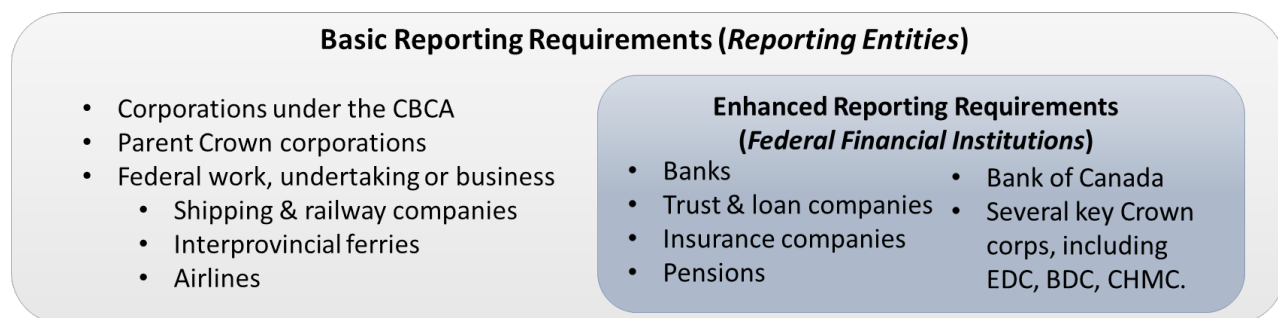 Basic Reporting Requirements (Reporting Entities)
• Corporations under the CBCA
• Parent Crown corporations
• Federal work, undertaking or business
• Shipping & railway companies
• Interprovincial ferries
• Airlines
Enhanced Reporting Requirements
(Federal Financial Institutions)
• Banks
• Trust & loan companies
• Insurance companies
• Pensions
• Bank of Canada
• Several key Crown
corps, including
EDC, BDC, CHMC.